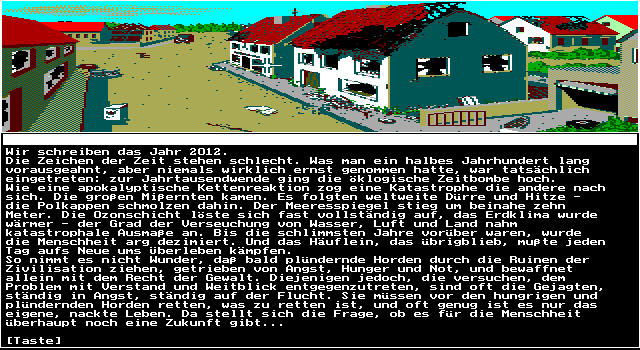 Wir schreiben das Jahr 2012.
Die Zeichen der Zeit stehen schlecht. Was man ein halbes Jahrhundert lang
vorausgeahnt, aber niemals wirklich ernst genommen hatte, war tatsächlich
eingetreten: zur Jahrtausendwende ging die öklogische Zeitbombe hoch.
Wie eine apokalyptische Kettenreaktion zog eine Katastrophe die andere nach
sich. Die großen Mißernten kamen. Es folgten weltweite Dürre und Hitze -
die Polkappen schmolzen dahin. Der Meeresspiegel stieg um beinahe zehn
Meter. Die Ozonschicht löste sich fast vollständig auf, das Erdklima wurde
wärmer - der Grad der Verseuchung von Wasser, Luft und Land nahm
katastrophale Ausmaße an. Bis die schlimmsten Jahre vorüber waren, wurde
die Menschheit arg dezimiert. Und das Häuflein, das übrigblieb, mußte jeden
Tag aufs Neue ums überleben kämpfen.
So nimmt es nicht Wunder, daß bald plündernde Horden durch die Ruinen der
Zivilisation ziehen, getrieben von Angst, Hunger und Not, und bewaffnet
allein mit dem Recht der Gewalt. Diejenigen jedoch, die versuchen, dem
Problem mit Verstand und Weitblick entgegenzutreten, sind oft die Gejagten,
ständig in Angst, ständig auf der Flucht. Sie müssen vor den hungrigen und
plündernden Horden retten, was zu retten ist, und oft genug ist es nur das
eigene, nackte Leben. Da stellt sich die Frage, ob es für die Menschheit
überhaupt noch eine Zukunft gibt...
[Taste]